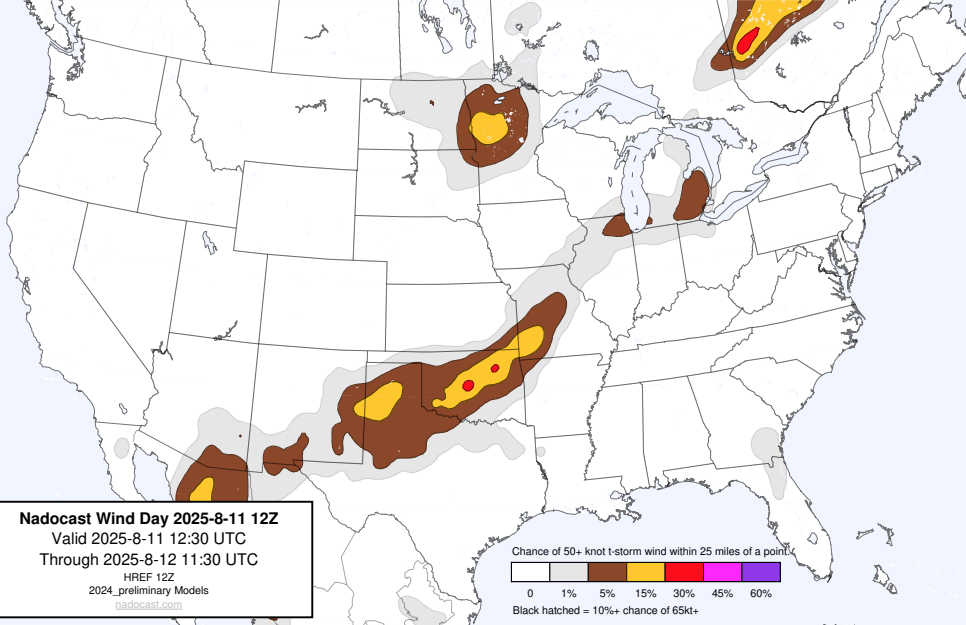 Nadocast Wind Day 2025-8-11 12Z
Valid 2025-8-11 12:30 UTC
Through 2025-8-12 11:30 UTC
HREF 12Z
2024_preliminary Models
nadocast.com
Chance of 50+ knot t-storm wind within 25 miles of a point.
0 1% 5% 15% 30% 45% 60%
Black hatched = 10%+ chance of 65kt+